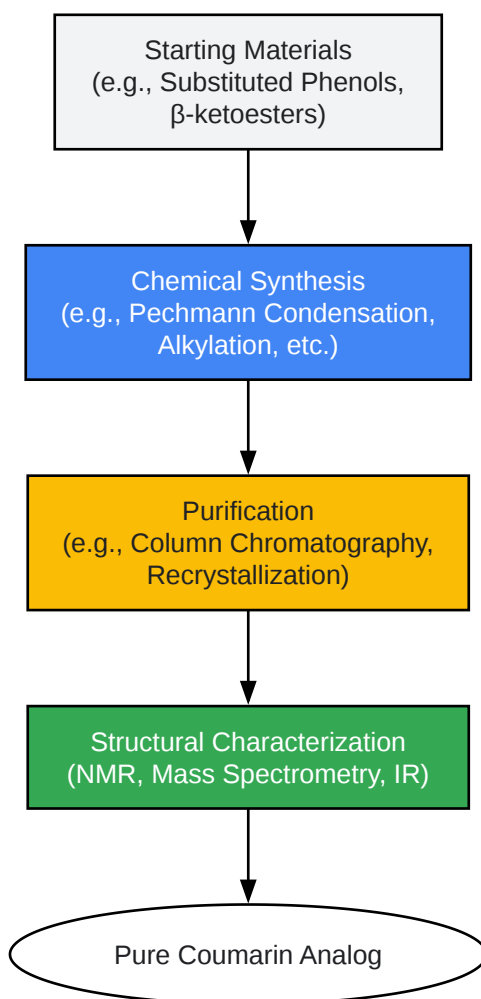 Starting Materials
(e.g., Substituted Phenols,
β-ketoesters)
Chemical Synthesis
(e.g., Pechmann Condensation,
Alkylation, etc.)
Purification
(e.g., Column Chromatography,
Recrystallization)
Structural Characterization
(NMR, Mass Spectrometry, IR)
Pure Coumarin Analog